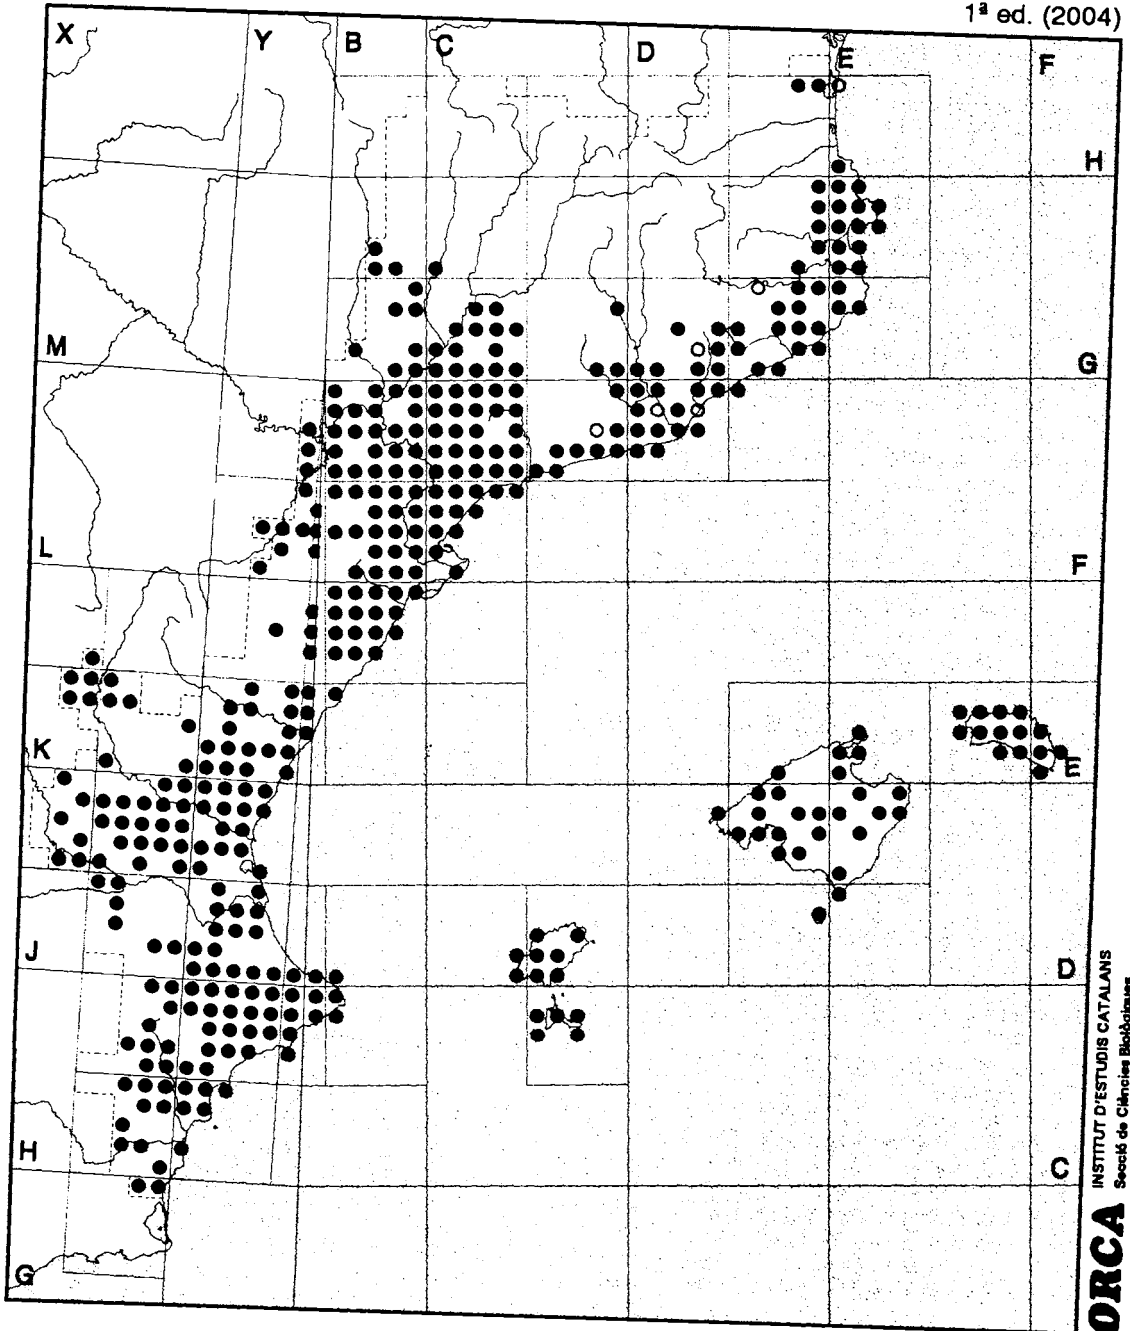 1ª ed. (2004)
X Y B C D E F
H
M G
L F
K E
J D
H C
G
ORCA
INSTITUT D'ESTUDIS CATALANS
Secció de Ciències Biològiques